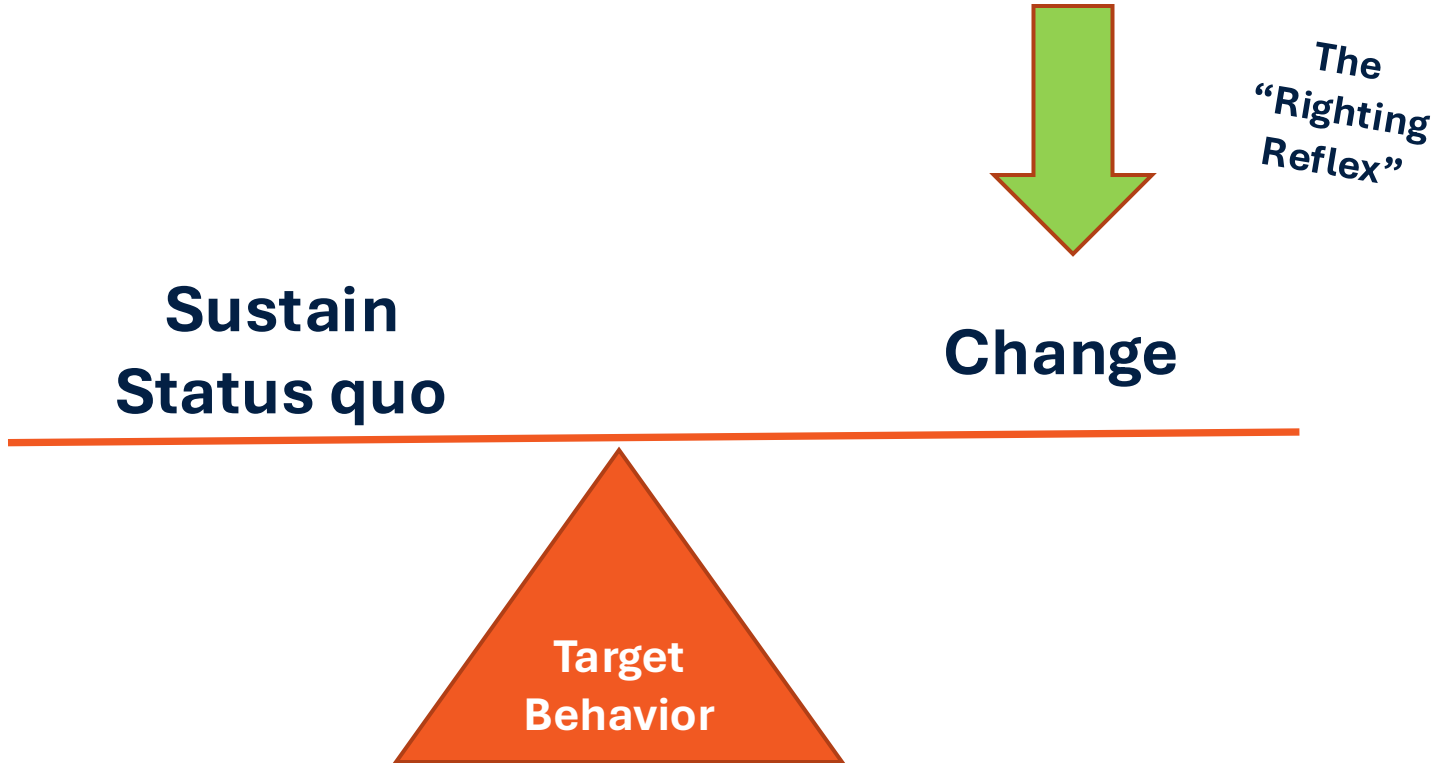 The
“Righting
Reflex”
Sustain
Status quo
Change
Target
Behavior